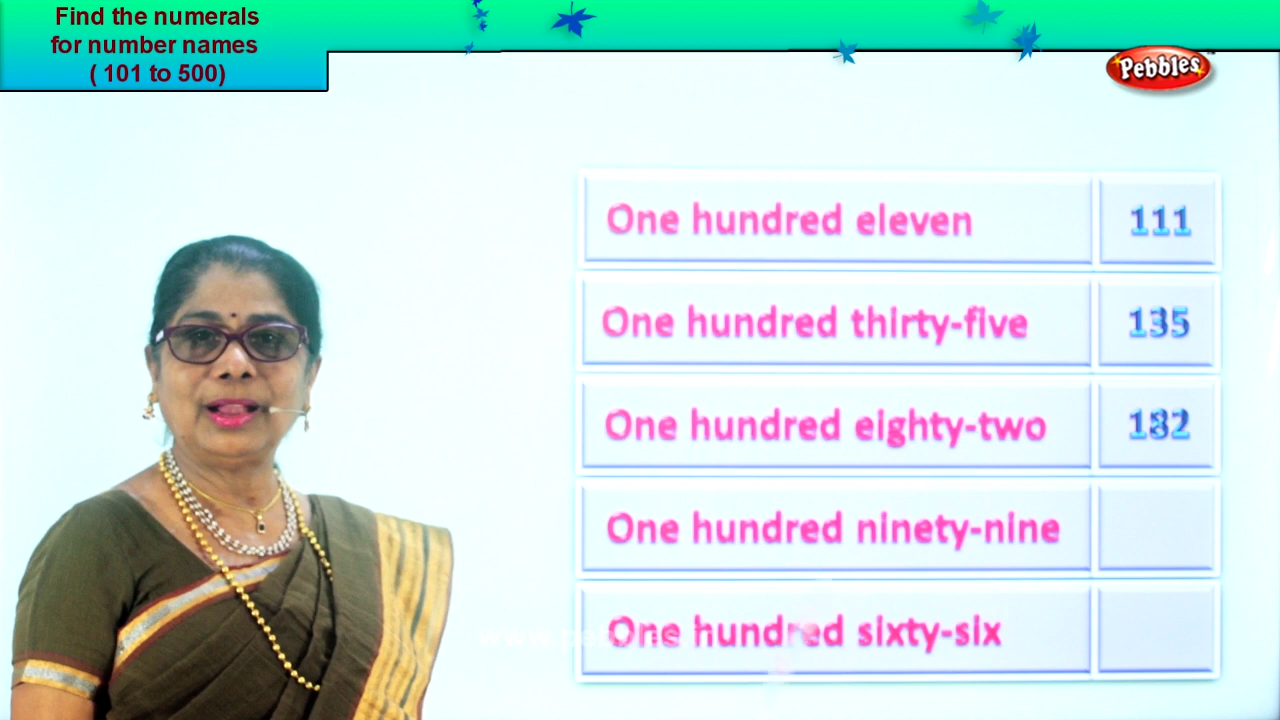 Find the numerals
for number names
( 101 to 500)
Pebbles
One hundred eleven 111
One hundred thirty-five 135
One hundred eighty-two 182
One hundred ninety-nine
One hundred sixty-six